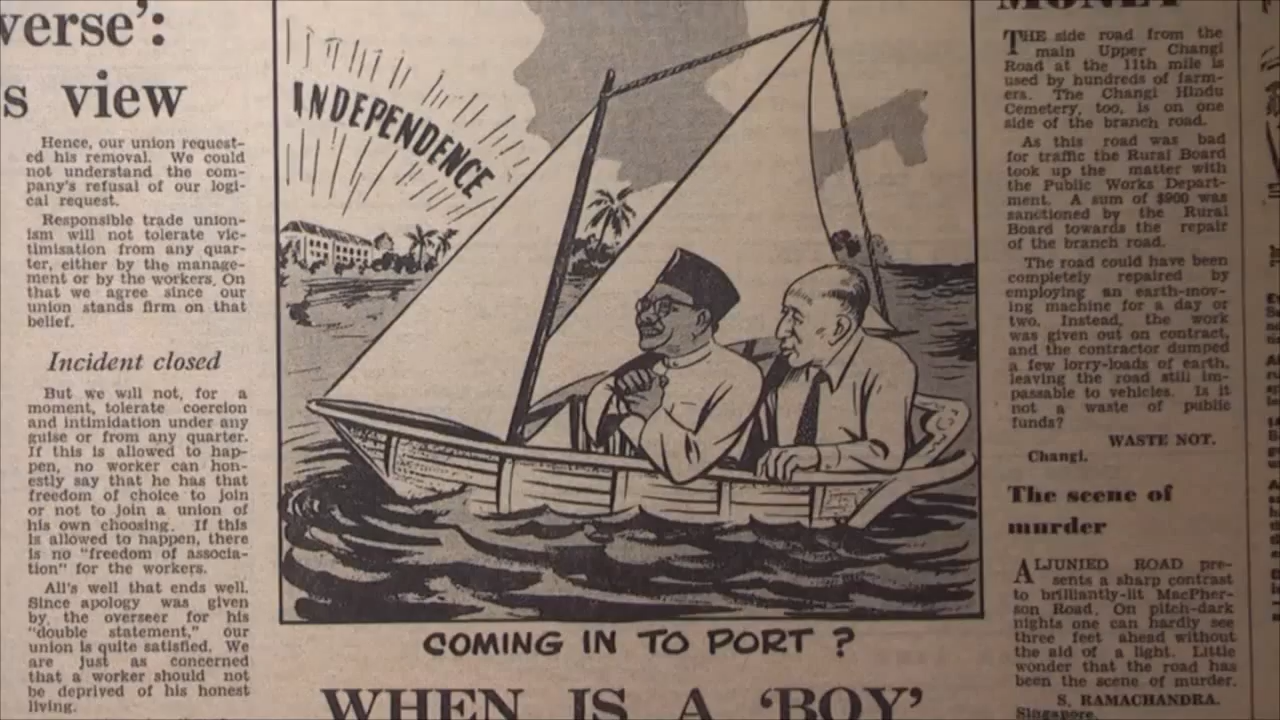 verse':
s view
Hence, our union request-
ed his removal. We could
not understand the com-
pany's refusal of our logi-
cal request.
Responsible trade union-
ism will not tolerate vic-
timisation from any quar-
ter, either by the manage-
ment or by the workers. On
that we agree since our
union stands firm on that
belief.
Incident closed
But we will not, for a
moment, tolerate coercion
and intimidation under any
guise or from any quarter.
If this is allowed to hap-
pen, no worker can hon-
estly say that he has that
freedom of choice to join
or not to join a union of
his own choosing. If this
is allowed to happen, there
is no "freedom of associa-
tion" for the workers.
All's well that ends well.
Since apology was given
by the overseer for his
"double statement," our
union is quite satisfied. We
are just as concerned
that a worker should not
be deprived of his honest
living.
INDEPENDENCE
COMING IN TO PORT ?
WHEN IS A 'BOY'
MONEY
THE side road from the
main Upper Changi
Road at the 11th mile is
used by hundreds of farm-
ers. The Changi Hindu
Cemetery, too, is on one
side of the branch road.
As this road was bad
for traffic the Rural Board
took up the matter with
the Public Works Depart-
ment. A sum of $900 was
sanctioned by the Rural
Board towards the repair
of the branch road.
The road could have been
completely repaired by
employing an earth-mov-
ing machine for a day or
two. Instead, the work
was given out on contract,
and the contractor dumped
a few lorry-loads of earth,
leaving the road still im-
passable to vehicles. Is it
not a waste of public
funds?
WASTE NOT.
Changi.
The scene of
murder
ALJUNIED ROAD pre-
sents a sharp contrast
to brilliantly-lit MacPher-
son Road. On pitch-dark
nights one can hardly see
three feet ahead without
the aid of a light. Little
wonder that the road has
been the scene of murder.
S. RAMACHANDRA.
Singapore.